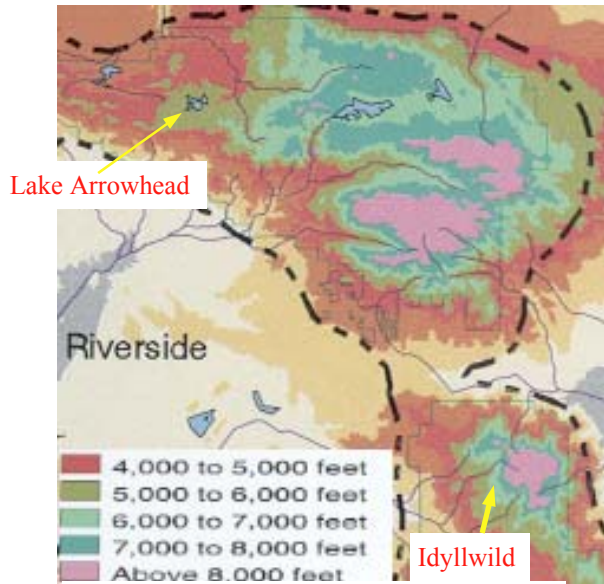 Lake Arrowhead
Riverside
4,000 to 5,000 feet
5,000 to 6,000 feet
6,000 to 7,000 feet
7,000 to 8,000 feet
Above 8,000 feet
Idyllwild